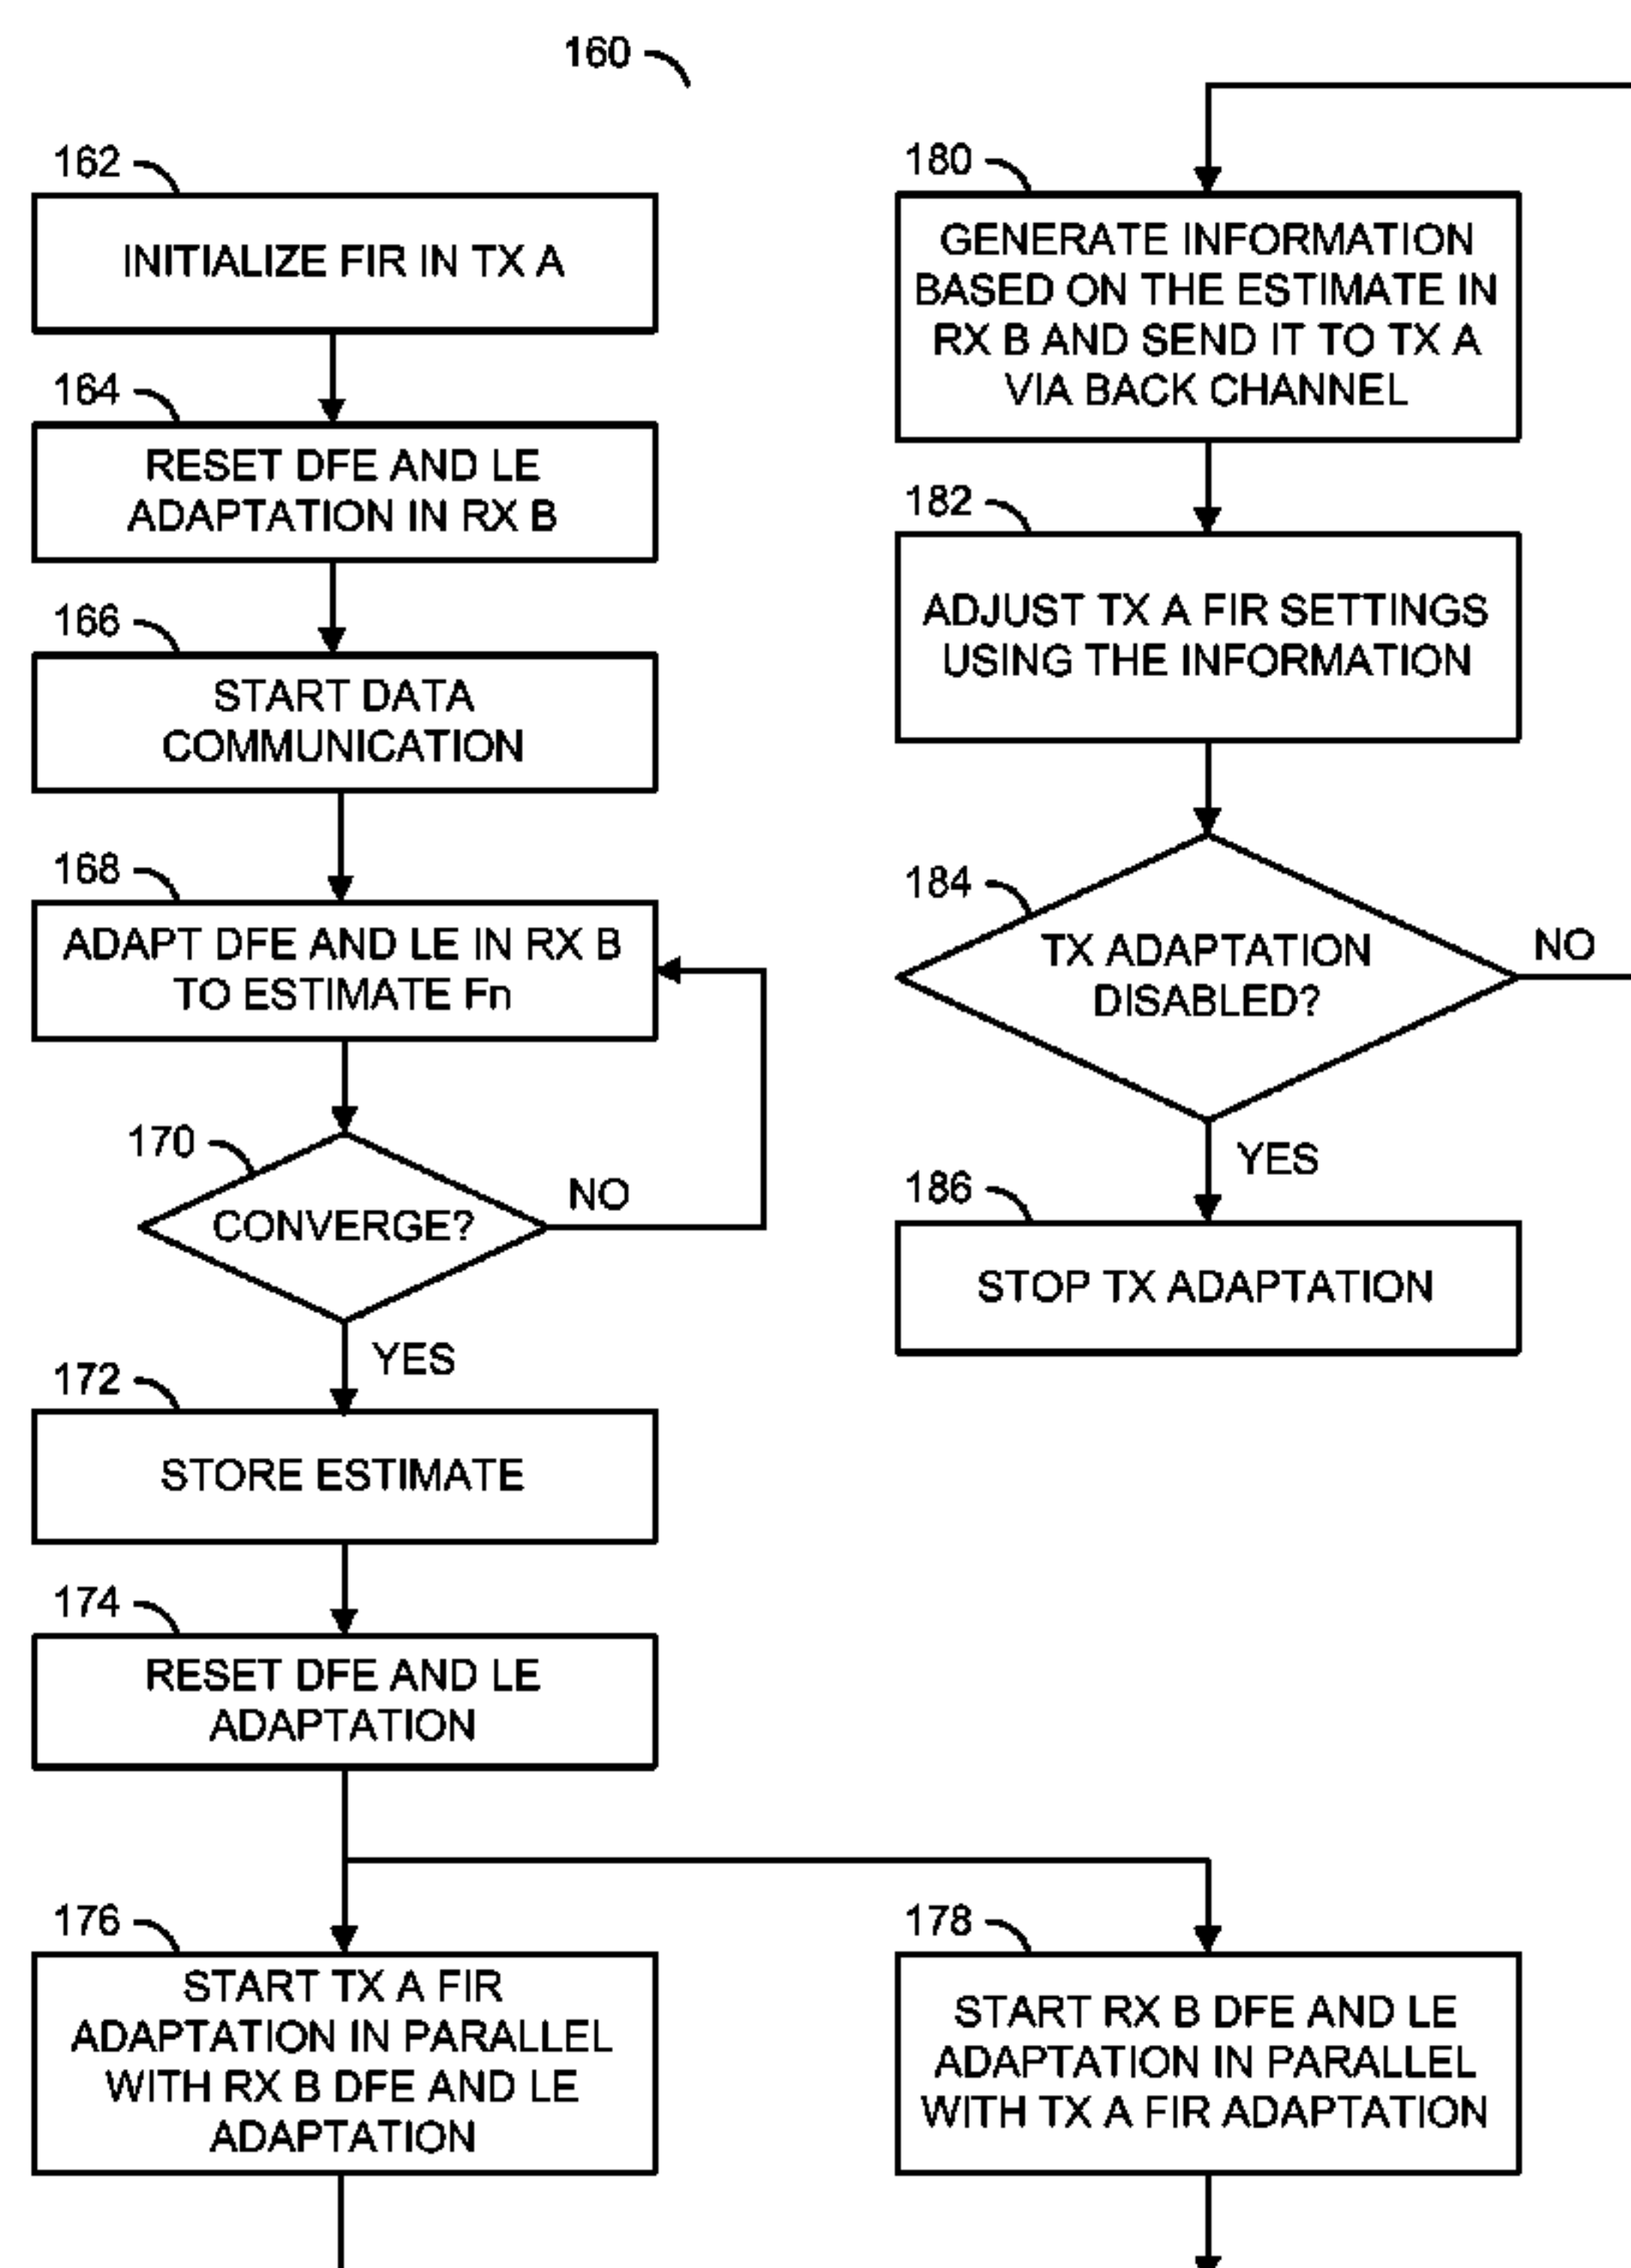 160
162
INITIALIZE FIR IN TX A
164
RESET DFE AND LE
ADAPTATION IN RX B
166
START DATA
COMMUNICATION
168
ADAPT DFE AND LE IN RX B
TO ESTIMATE Fn
170
CONVERGE?
NO
YES
172
STORE ESTIMATE
174
RESET DFE AND LE
ADAPTATION
176
START TX A FIR
ADAPTATION IN PARALLEL
WITH RX B DFE AND LE
ADAPTATION
178
START RX B DFE AND LE
ADAPTATION IN PARALLEL
WITH TX A FIR ADAPTATION
180
GENERATE INFORMATION
BASED ON THE ESTIMATE IN
RX B AND SEND IT TO TX A
VIA BACK CHANNEL
182
ADJUST TX A FIR SETTINGS
USING THE INFORMATION
184
TX ADAPTATION
DISABLED?
NO
YES
186
STOP TX ADAPTATION